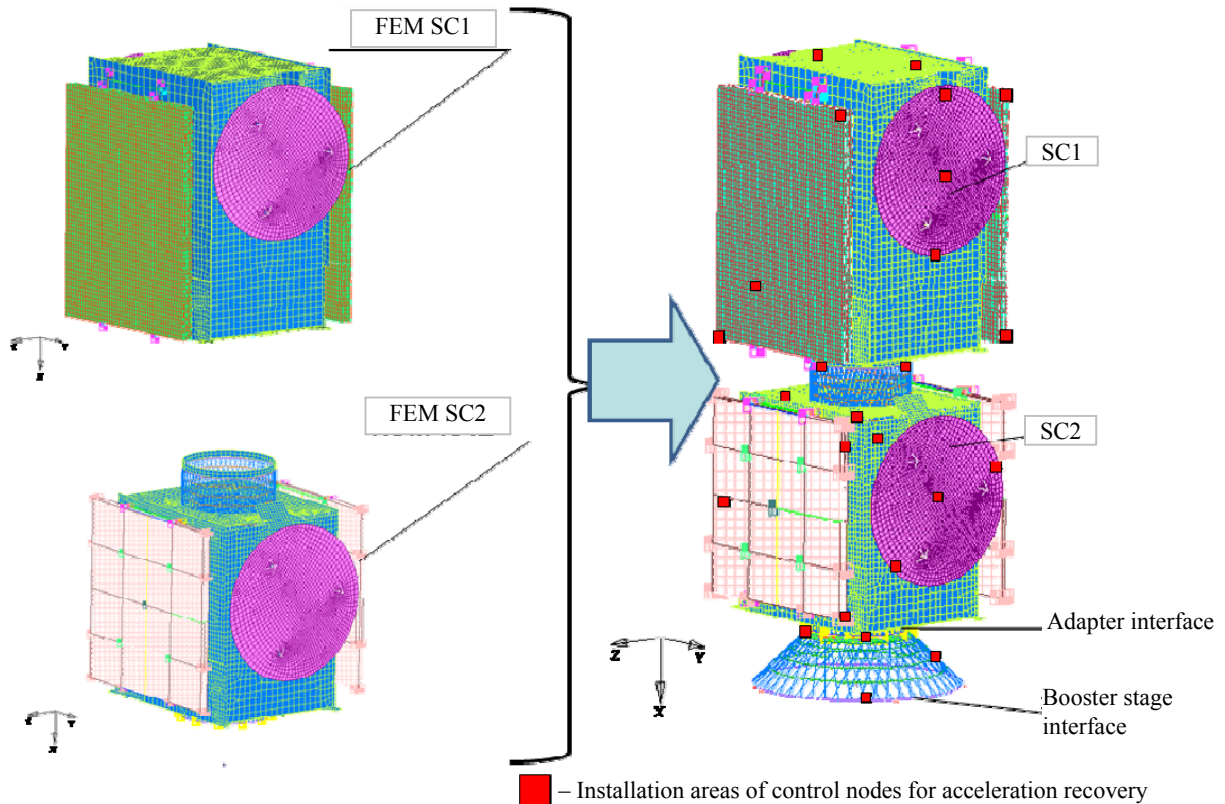 FEM SC1
Z
Y
X
FEM SC2
Z
Y
X
SC1
SC2
Adapter interface
Z
Y
X
Booster stage
interface
– Installation areas of control nodes for acceleration recovery